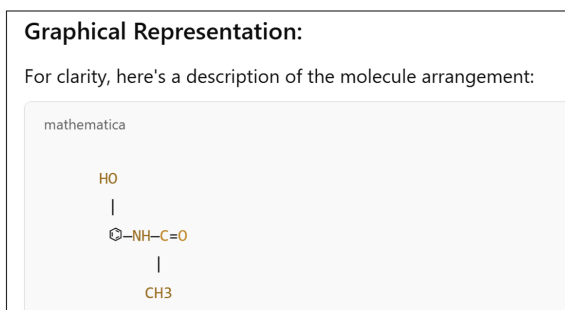 Graphical Representation:
For clarity, here's a description of the molecule arrangement:
mathematica
HO
|
⌬—NH—C=O
|
CH3